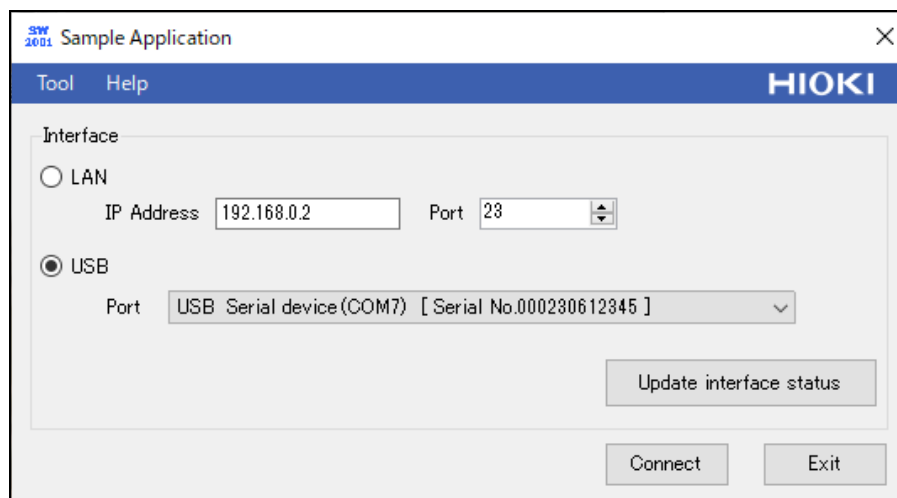 SW
2001 Sample Application
Tool Help HIOKI
Interface
LAN
IP Address 192.168.0.2 Port 23
USB
Port USB Serial device(COM7) [ Serial No.000230612345 ]
Update interface status
Connect Exit